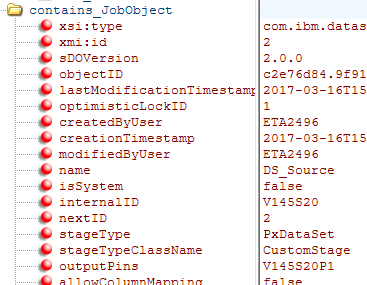 contains_JobObject
xsi:type com.ibm.datas
xmi:id 2
sDOVersion 2.0.0
objectID c2e76d84.9f91
lastModificationTimestamp 2017-03-16T15
optimisticLockID 1
createdByUser ETA2496
creationTimestamp 2017-03-16T15
modifiedByUser ETA2496
name DS_Source
isSystem false
internalID V145S20
nextID 2
stageType PxDataSet
stageTypeClassName CustomStage
outputPins V145S20P1
allowColumnMapping false